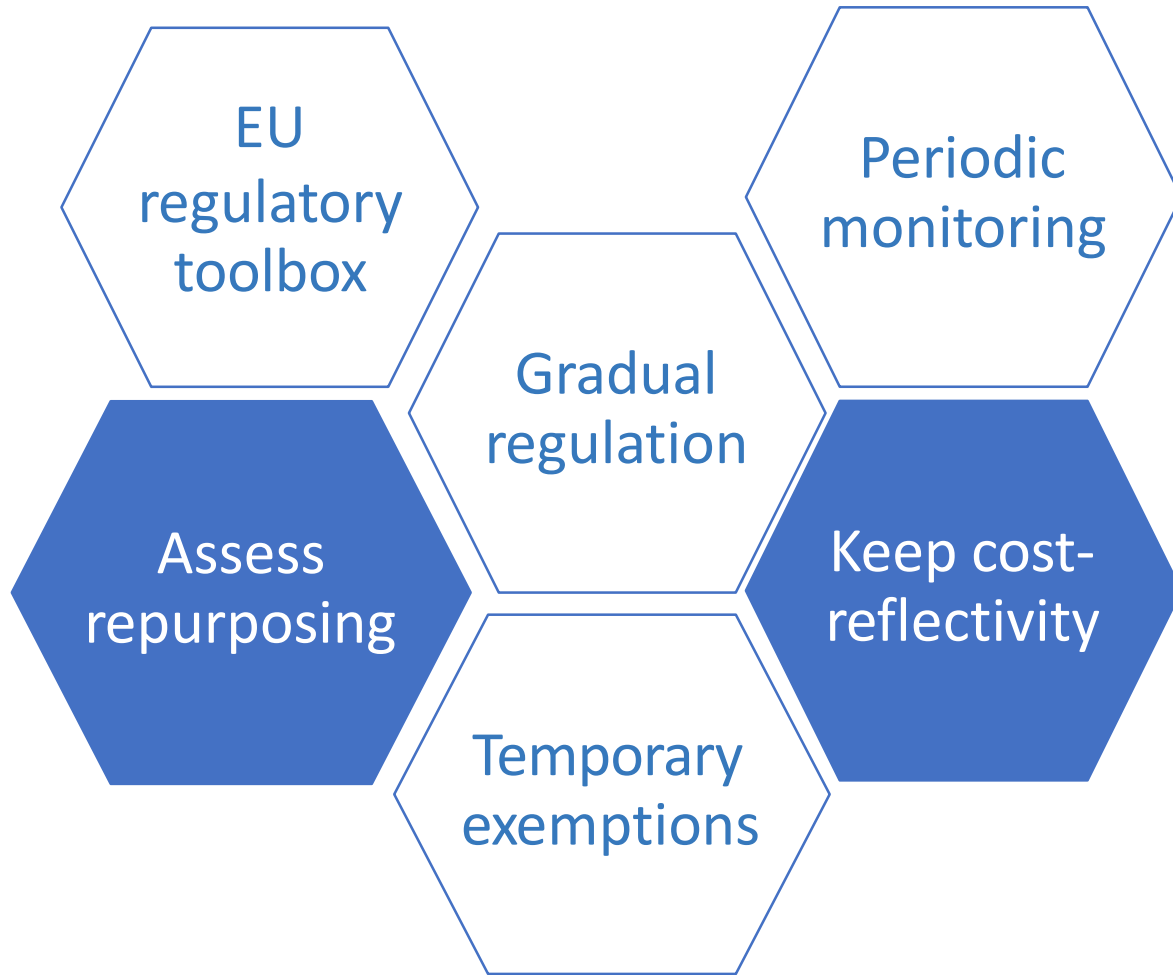 EU
regulatory
toolbox
Periodic
monitoring
Gradual
regulation
Assess
repurposing
Keep cost-
reflectivity
Temporary
exemptions